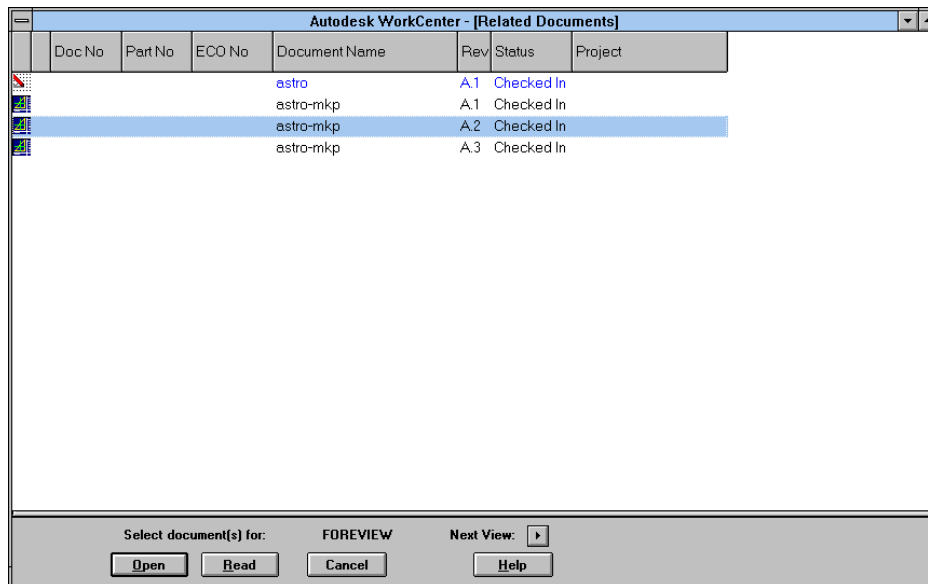 Autodesk WorkCenter - [Related Documents]
Doc No Part No ECO No Document Name Rev Status Project
astro A.1 Checked In
astro-mkp A.1 Checked In
astro-mkp A.2 Checked In
astro-mkp A.3 Checked In
Select document(s) for: FOREVIEW Next View:
Open Read Cancel Help